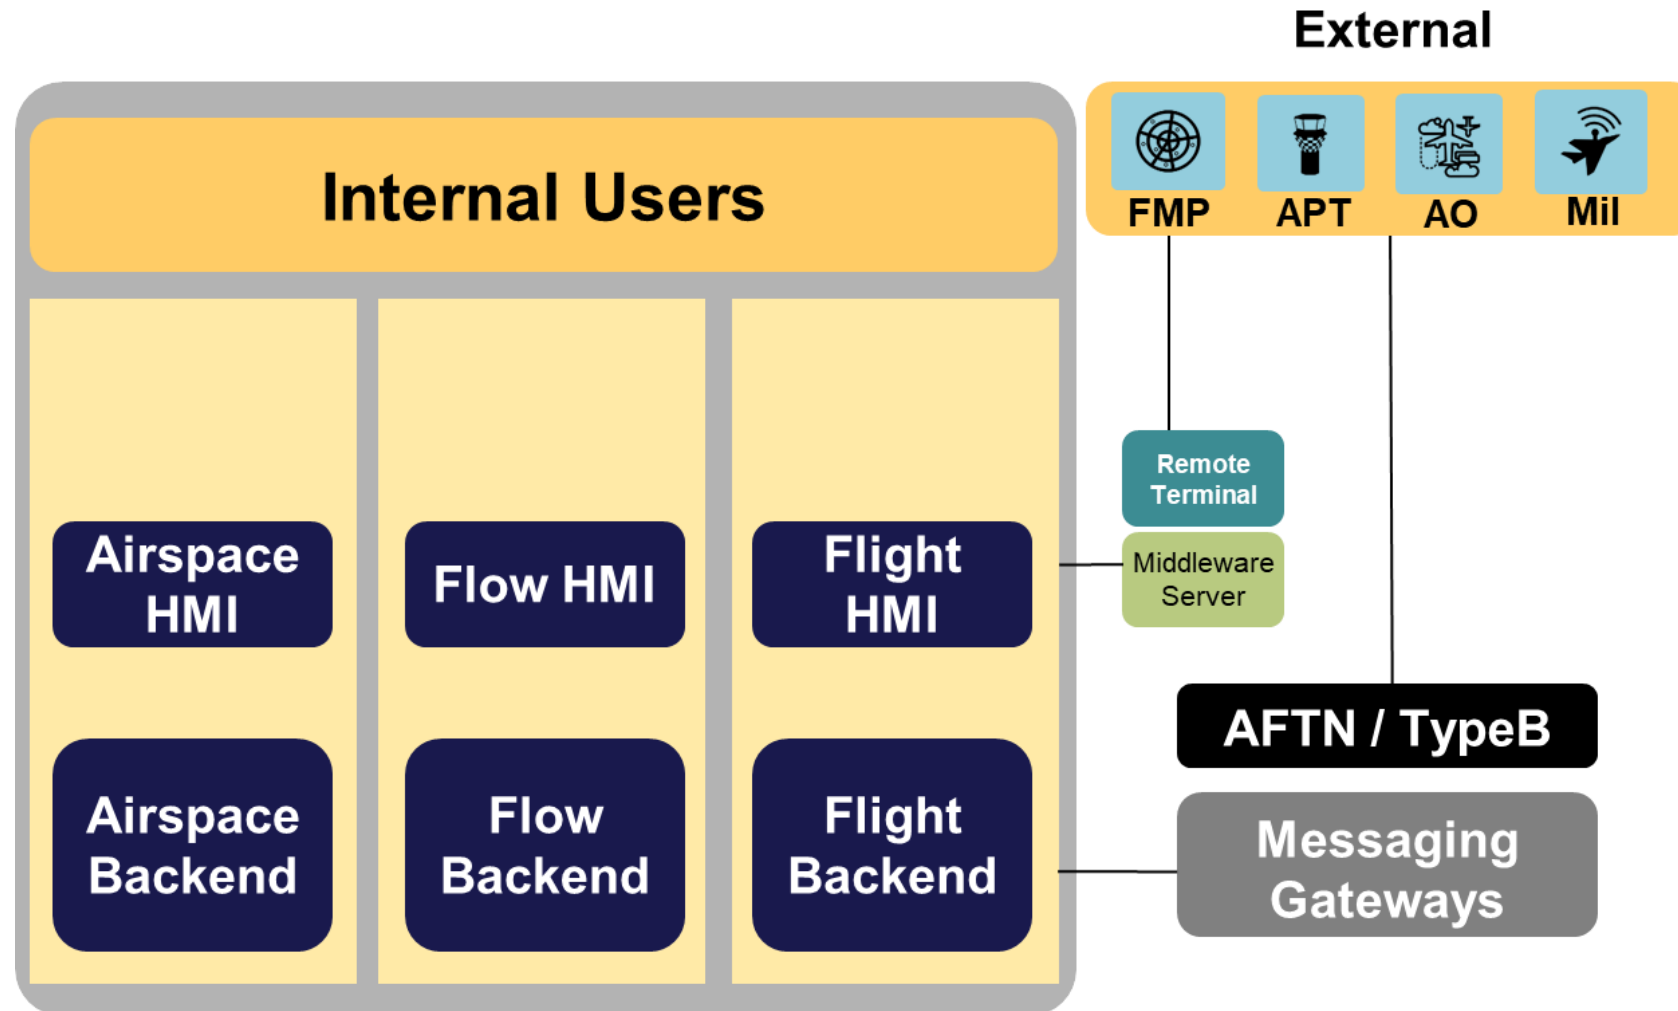 External
Internal Users
FMP
APT
AO
Mil
Remote
Terminal
Middleware
Server
Airspace
HMI
Flow HMI
Flight
HMI
AFTN / TypeB
Airspace
Backend
Flow
Backend
Flight
Backend
Messaging
Gateways